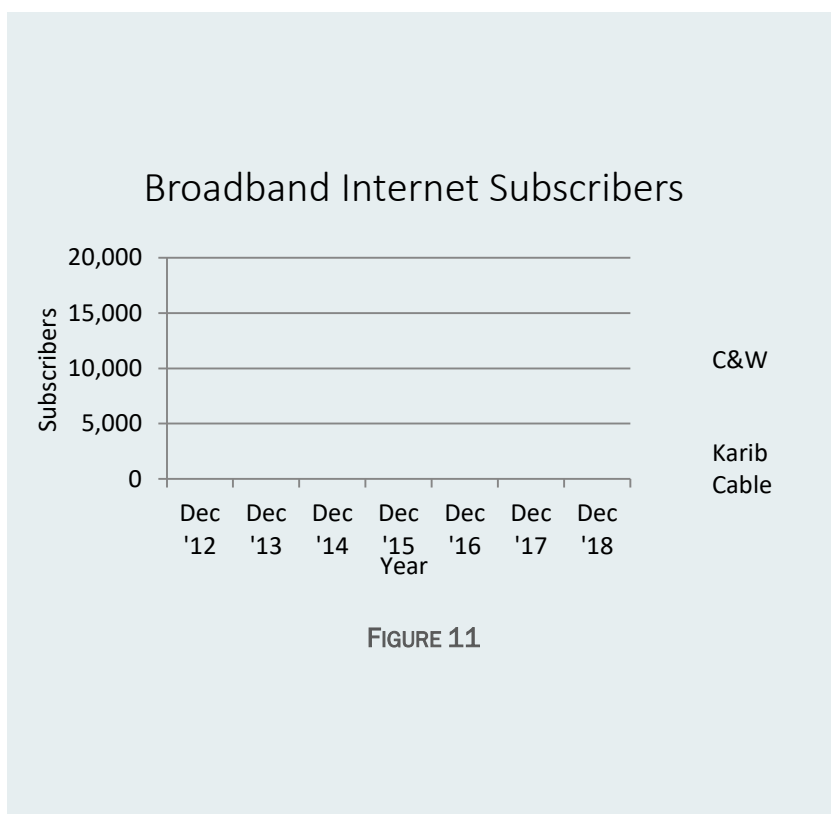 Broadband Internet Subscribers
20,000
15,000
10,000
5,000
0
Subscribers
Dec Dec Dec Dec Dec Dec Dec
'12 '13 '14 '15 '16 '17 '18
Year
C&W
Karib
Cable
FIGURE 11